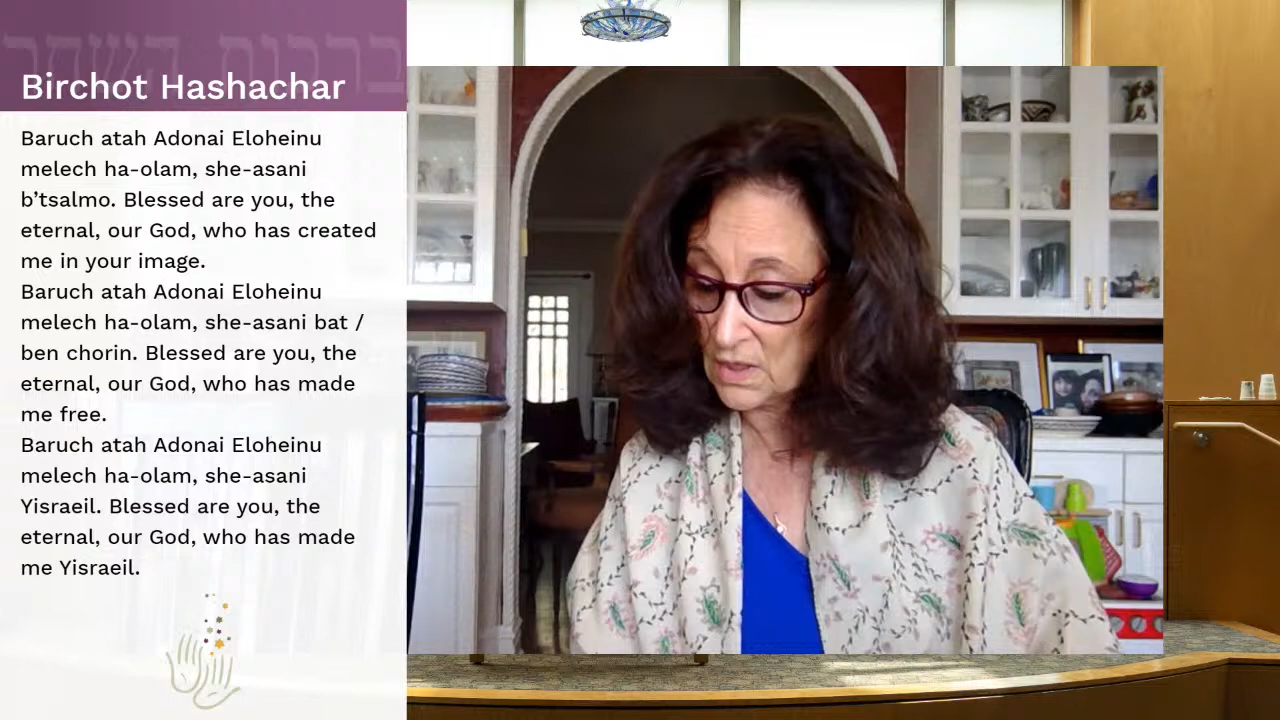 ברכות השחר
Birchot Hashachar
Baruch atah Adonai Eloheinu
melech ha-olam, she-asani
b’tsalmo. Blessed are you, the
eternal, our God, who has created
me in your image.
Baruch atah Adonai Eloheinu
melech ha-olam, she-asani bat /
ben chorin. Blessed are you, the
eternal, our God, who has made
me free.
Baruch atah Adonai Eloheinu
melech ha-olam, she-asani
Yisraeil. Blessed are you, the
eternal, our God, who has made
me Yisraeil.